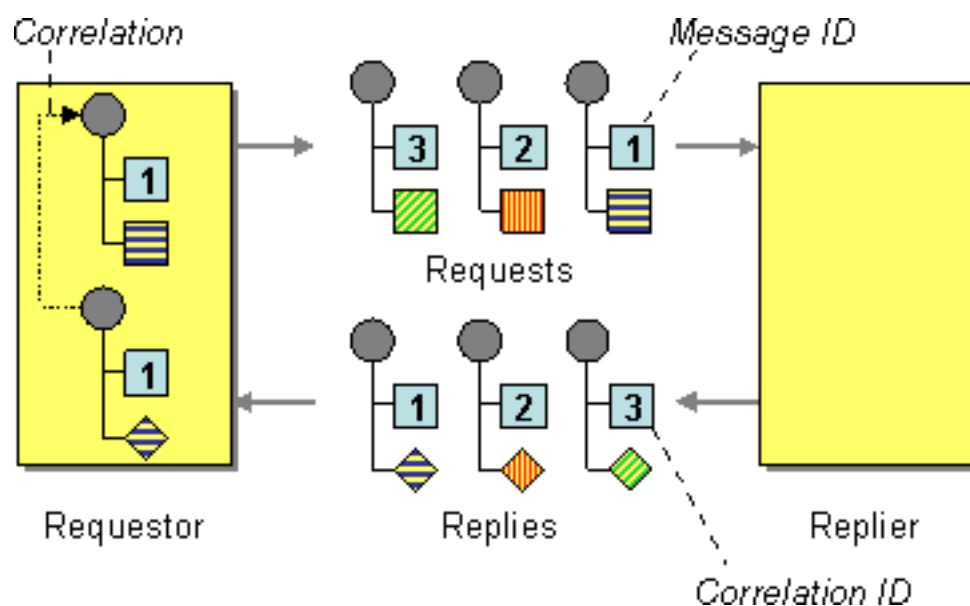 Correlation
Message ID
1
1
3
2
1
Requests
1
2
3
Requestor
Replies
Replier
Correlation ID